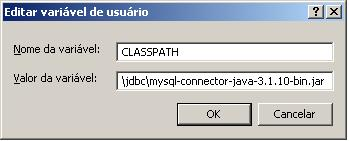 Editar variável de usuário
Nome da variável: CLASSPATH
Valor da variável: \jdbc\mysql-connector-java-3.1.10-bin.jar
OK Cancelar